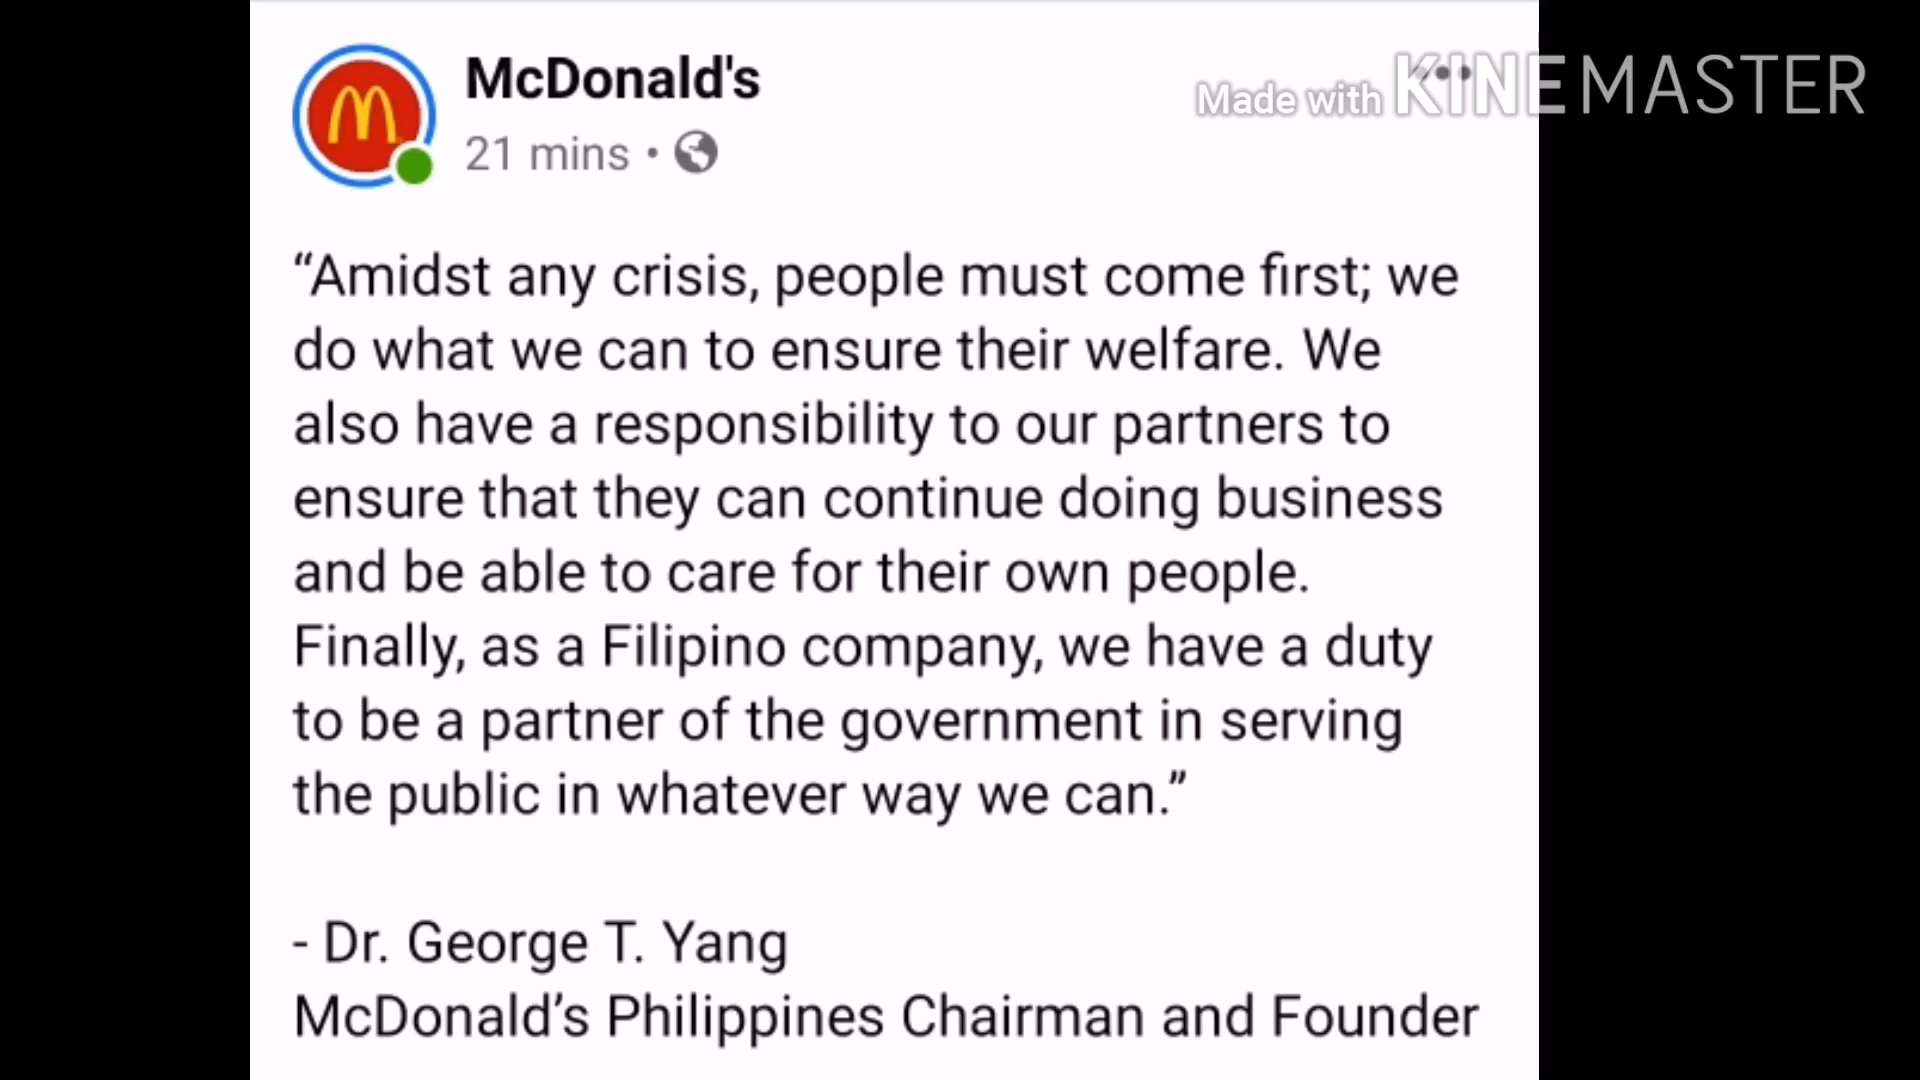 McDonald's
Made with KINEMASTER
21 mins •
“Amidst any crisis, people must come first; we
do what we can to ensure their welfare. We
also have a responsibility to our partners to
ensure that they can continue doing business
and be able to care for their own people.
Finally, as a Filipino company, we have a duty
to be a partner of the government in serving
the public in whatever way we can.”
- Dr. George T. Yang
McDonald’s Philippines Chairman and Founder